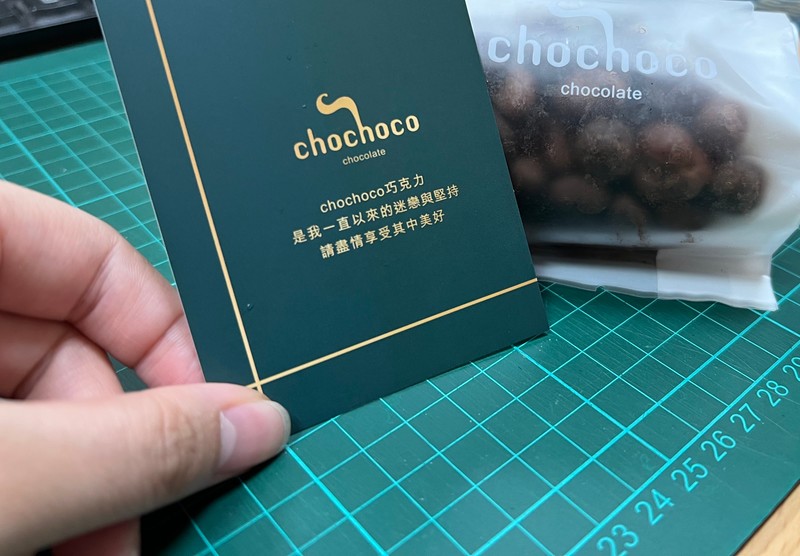 chochoco
chocolate
chochoco巧克力
是我一直以來的迷戀與堅持
請盡情享受其中美好
chochoco
chocolate
23 24 25 26 27 28 29